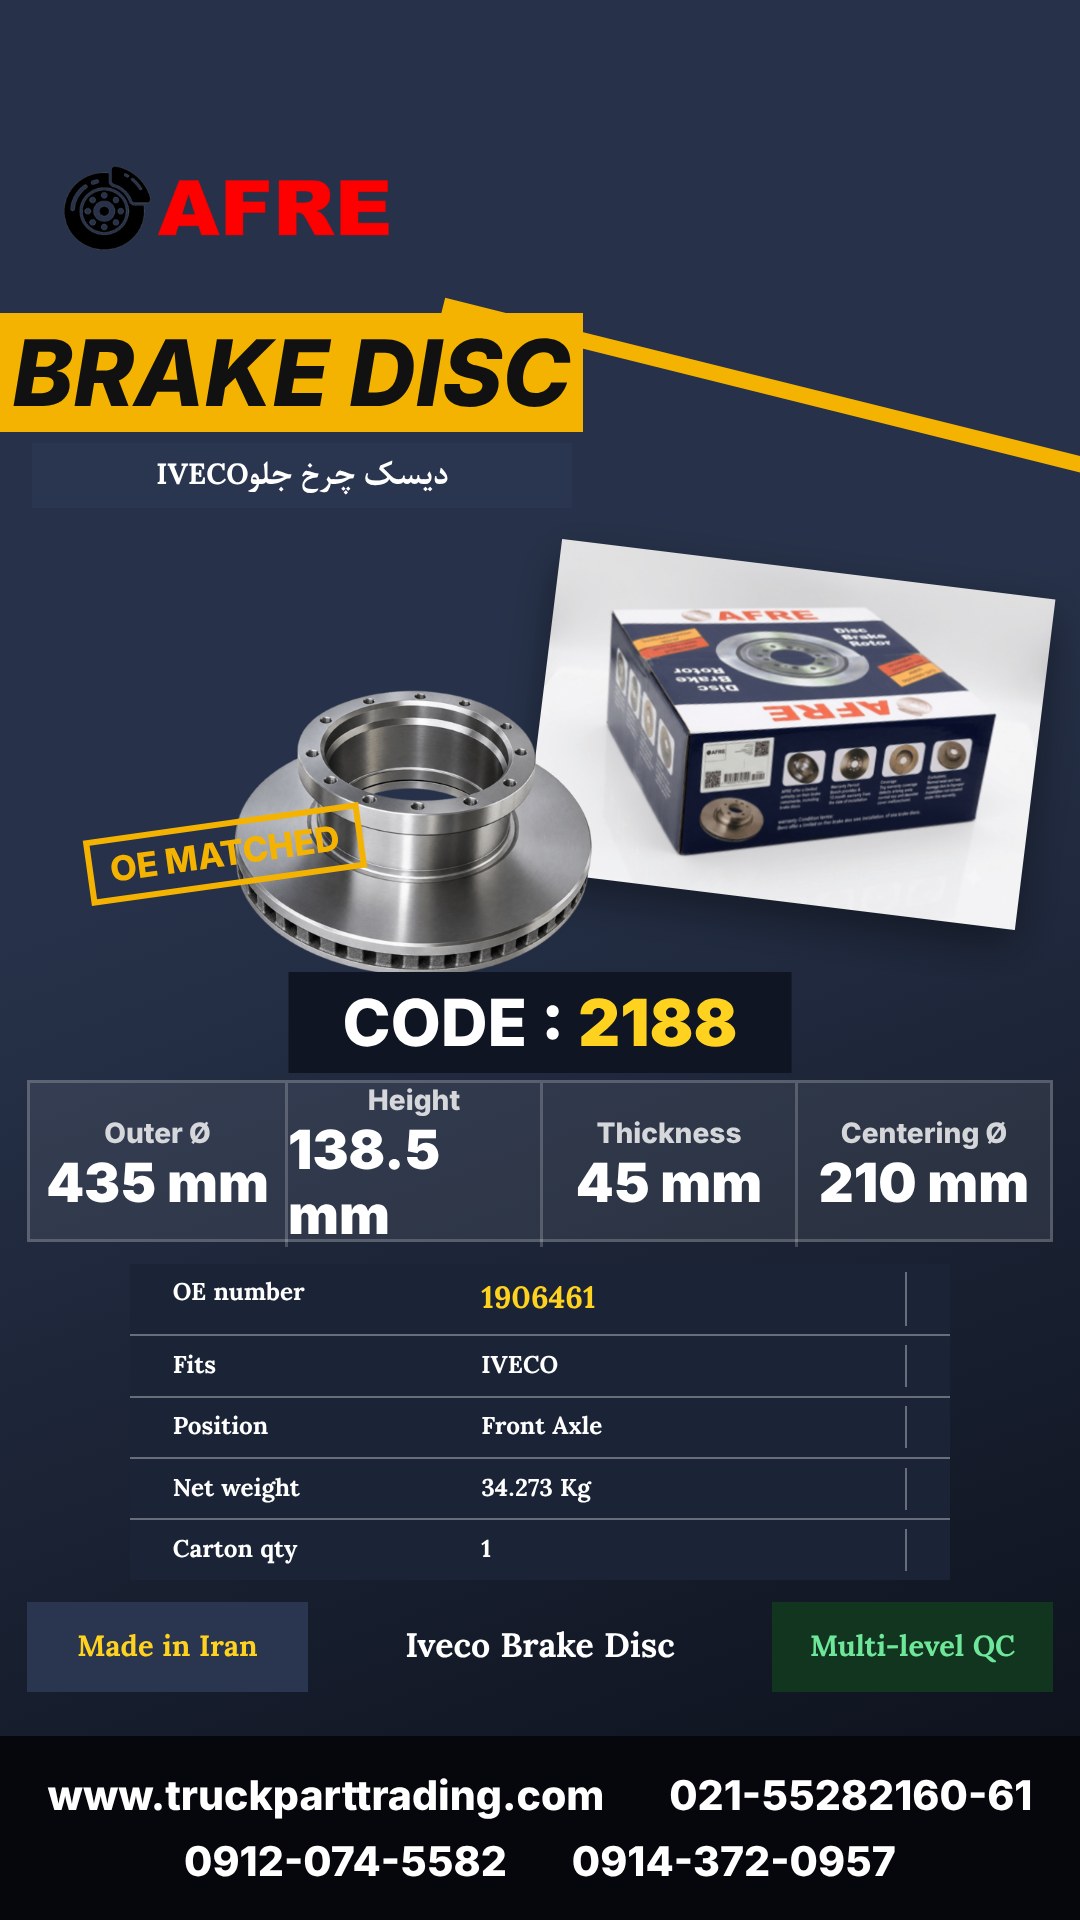 AFRE
BRAKE DISC
دیسک چرخ جلوIVECO
AFRE
Disc
Brake
Rotor
Disc
Brake
Rotor
AFRE
AFRE
OE MATCHED
CODE : 2188
Outer Ø
435 mm
Height
138.5
mm
Thickness
45 mm
Centering Ø
210 mm
OE number 1906461
Fits IVECO
Position Front Axle
Net weight 34.273 Kg
Carton qty 1
Made in Iran
Iveco Brake Disc
Multi-level QC
www.truckparttrading.com 021-55282160-61
0912-074-5582 0914-372-0957